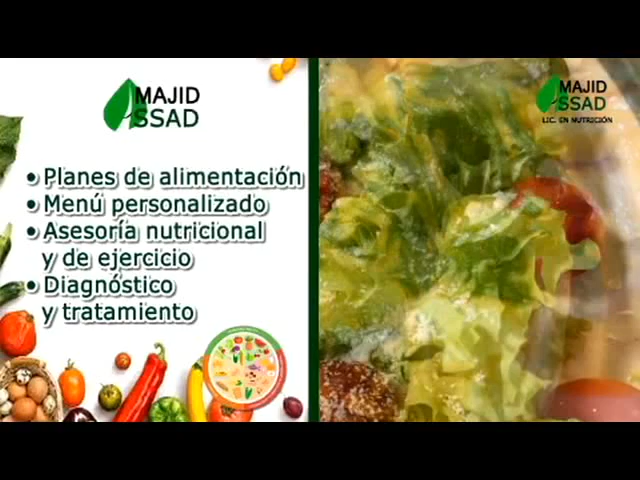 MAJID
SSAD
• Planes de alimentación
• Menú personalizado
• Asesoría nutricional
y de ejercicio
• Diagnóstico
y tratamiento
MAJID
SSAD
LIC. EN NUTRICIÓN